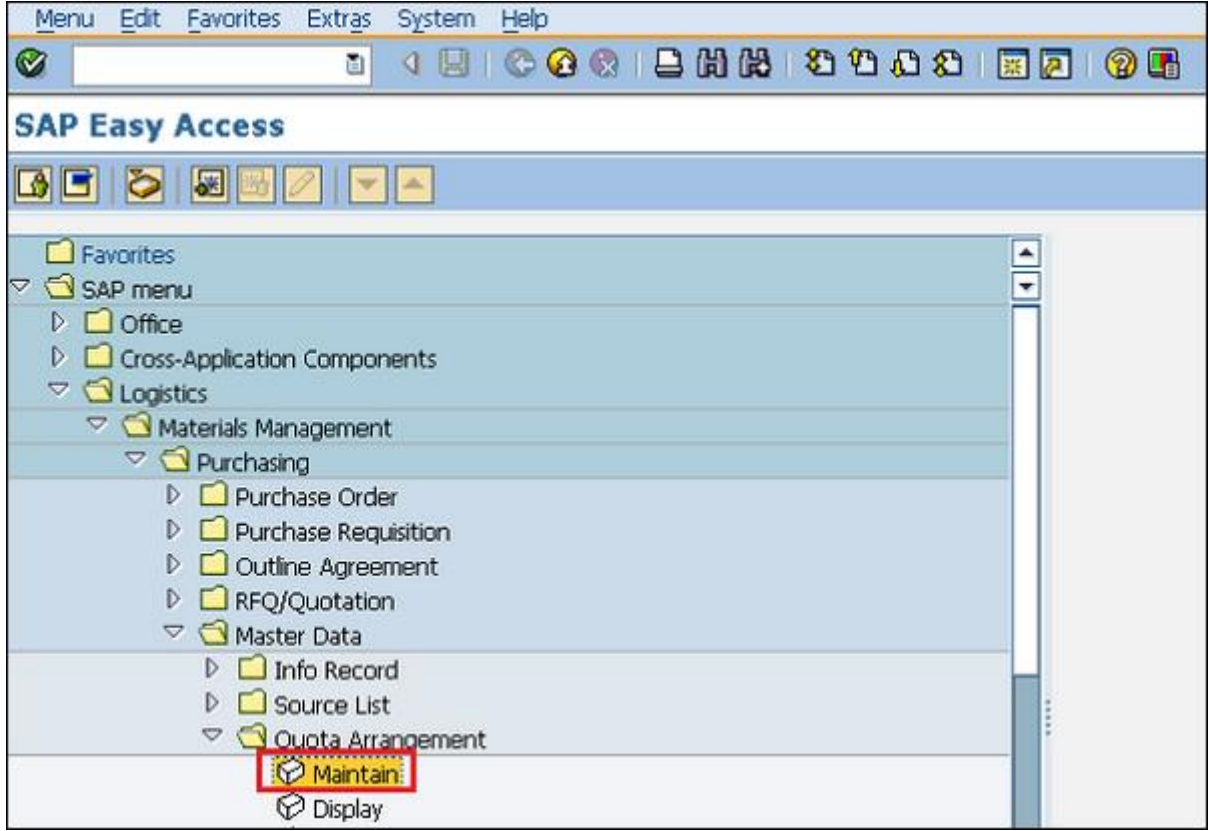 Menu Edit Favorites Extras System Help
SAP Easy Access
Favorites
SAP menu
Office
Cross-Application Components
Logistics
Materials Management
Purchasing
Purchase Order
Purchase Requisition
Outline Agreement
RFQ/Quotation
Master Data
Info Record
Source List
Quota Arrangement
Maintain
Display